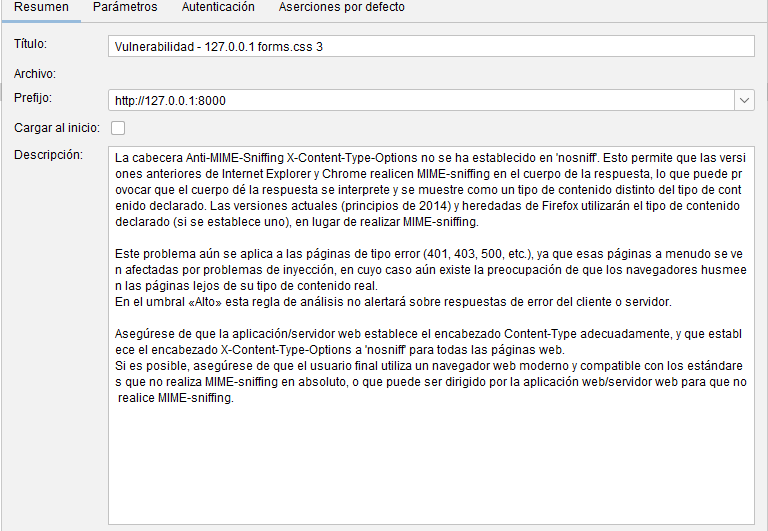 Resumen Parámetros Autenticación Aserciones por defecto
Título: Vulnerabilidad - 127.0.0.1 forms.css 3
Archivo:
Prefijo: http://127.0.0.1:8000
Cargar al inicio:
Descripción: La cabecera Anti-MIME-Sniffing X-Content-Type-Options no se ha establecido en 'nosniff'. Esto permite que las versi
ones anteriores de Internet Explorer y Chrome realicen MIME-sniffing en el cuerpo de la respuesta, lo que puede pr
ovocar que el cuerpo dé la respuesta se interprete y se muestre como un tipo de contenido distinto del tipo de cont
enido declarado. Las versiones actuales (principios de 2014) y heredadas de Firefox utilizarán el tipo de contenido
declarado (si se establece uno), en lugar de realizar MIME-sniffing.
Este problema aún se aplica a las páginas de tipo error (401, 403, 500, etc.), ya que esas páginas a menudo se ve
n afectadas por problemas de inyección, en cuyo caso aún existe la preocupación de que los navegadores husmee
n las páginas lejos de su tipo de contenido real.
En el umbral «Alto» esta regla de análisis no alertará sobre respuestas de error del cliente o servidor.
Asegúrese de que la aplicación/servidor web establece el encabezado Content-Type adecuadamente, y que establ
ece el encabezado X-Content-Type-Options a 'nosniff' para todas las páginas web.
Si es posible, asegúrese de que el usuario final utiliza un navegador web moderno y compatible con los estándare
s que no realiza MIME-sniffing en absoluto, o que puede ser dirigido por la aplicación web/servidor web para que no
realice MIME-sniffing.